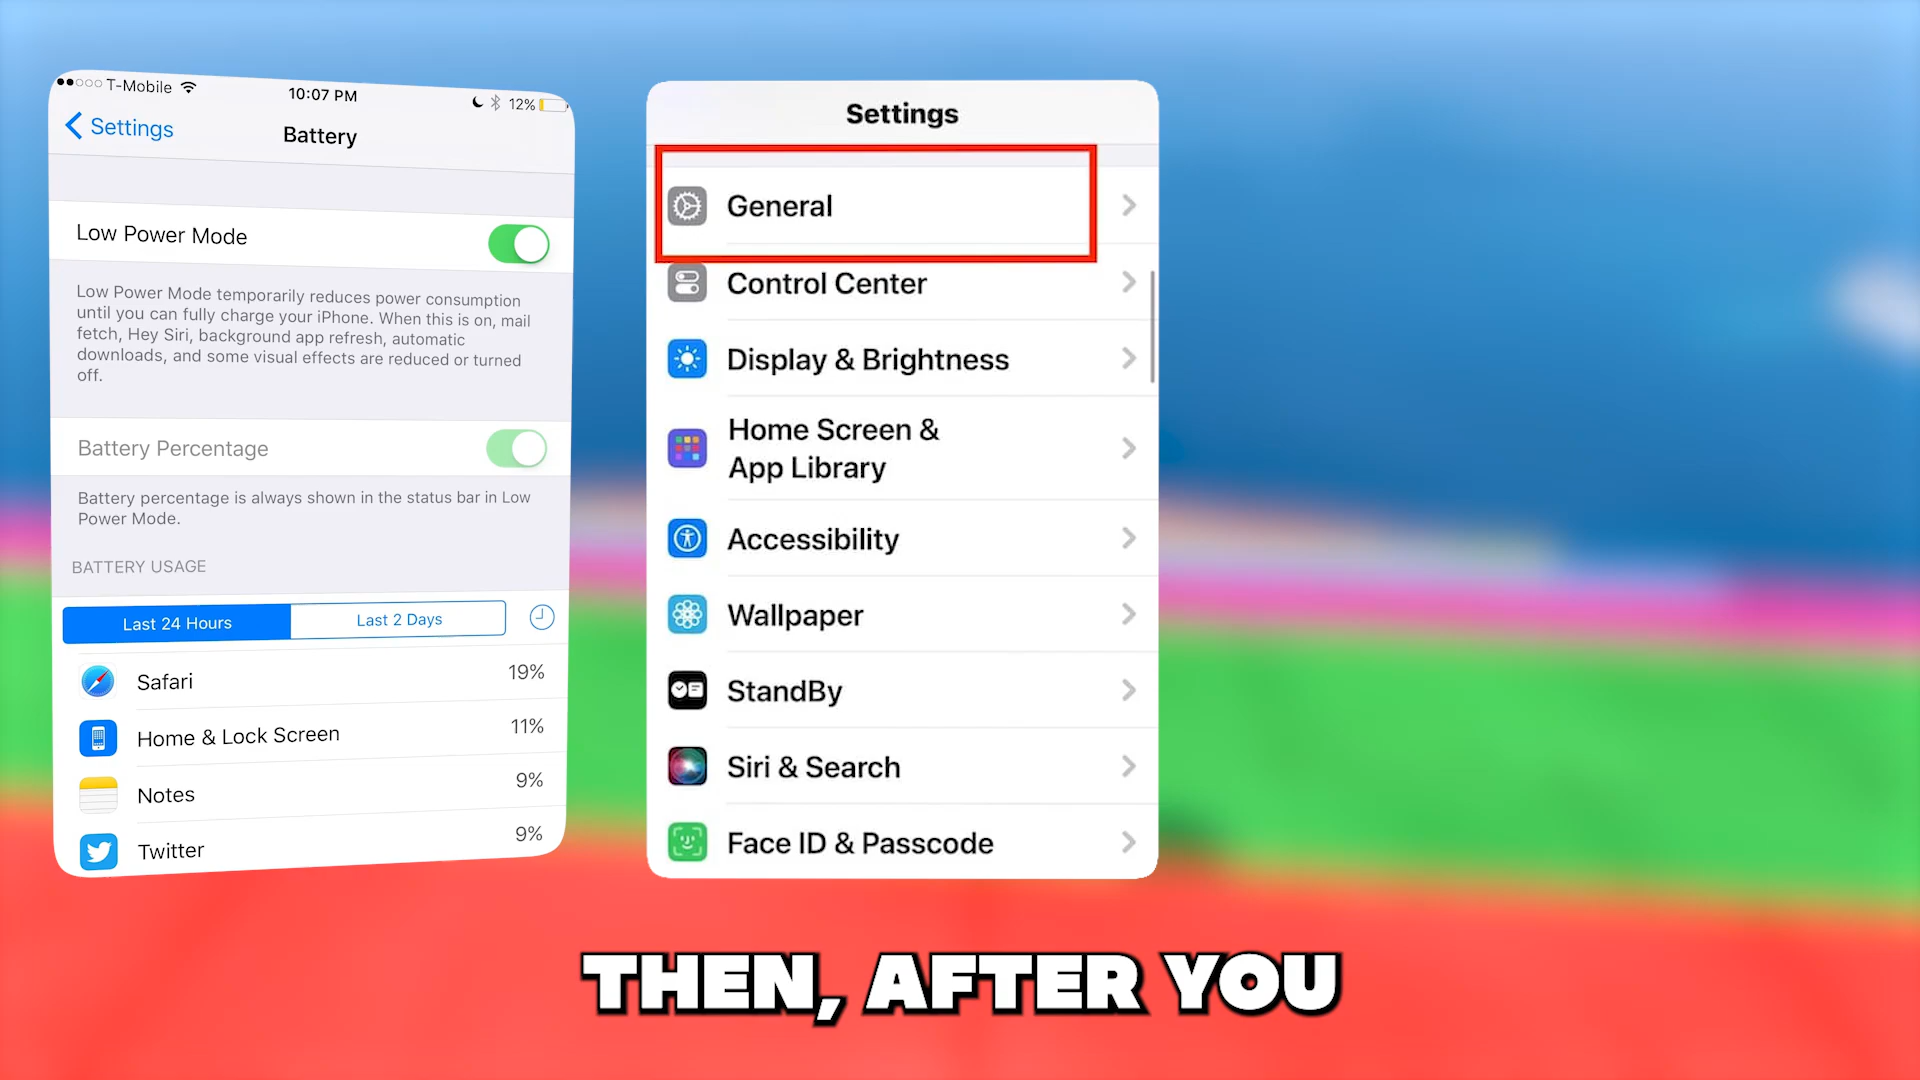 T-Mobile
10:07 PM
12%
Settings
Battery
Low Power Mode
Low Power Mode temporarily reduces power consumption
until you can fully charge your iPhone. When this is on, mail
fetch, Hey Siri, background app refresh, automatic
downloads, and some visual effects are reduced or turned
off.
Battery Percentage
Battery percentage is always shown in the status bar in Low
Power Mode.
BATTERY USAGE
Last 24 Hours
Last 2 Days
Safari 19%
Home & Lock Screen 11%
Notes 9%
Twitter 9%
Settings
General
Control Center
Display & Brightness
Home Screen &
App Library
Accessibility
Wallpaper
StandBy
Siri & Search
Face ID & Passcode
THEN, AFTER YOU